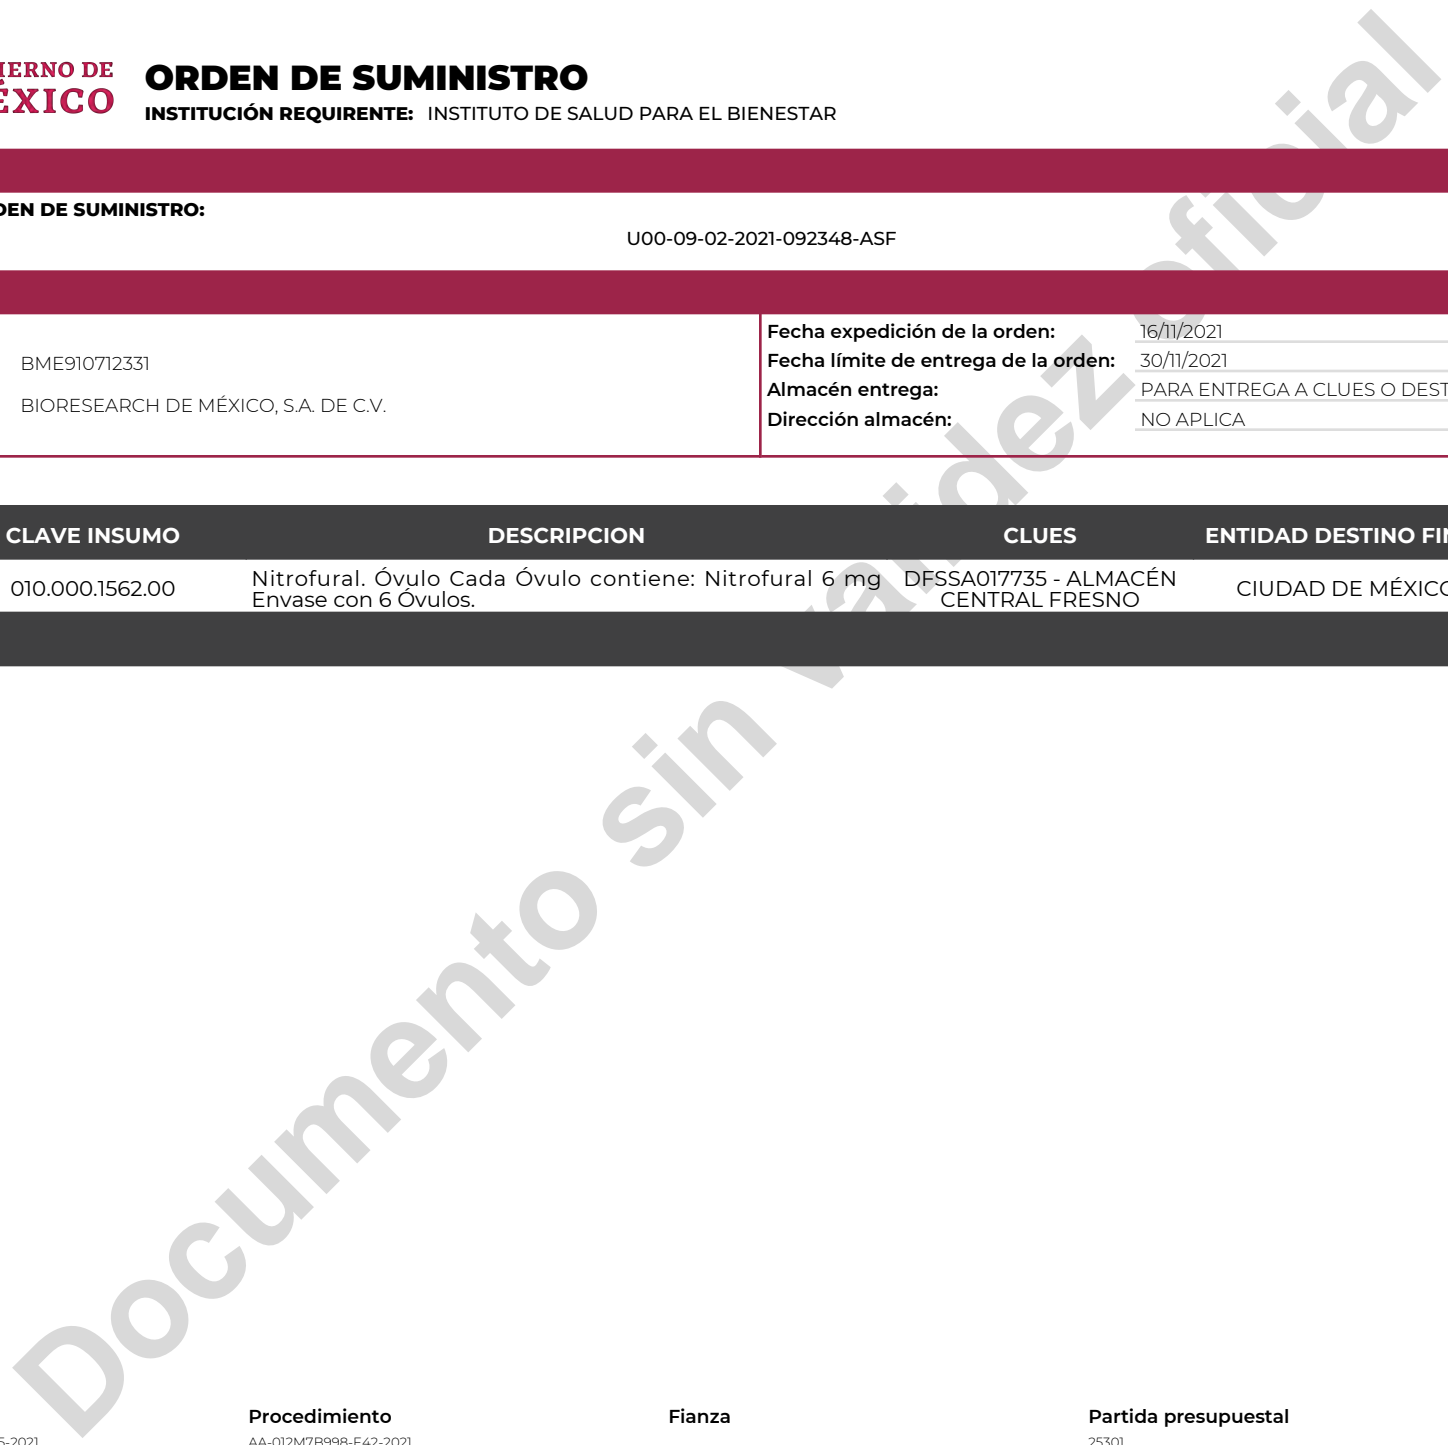 IERNO DE
ÉXICO
ORDEN DE SUMINISTRO
INSTITUCIÓN REQUIRENTE: INSTITUTO DE SALUD PARA EL BIENESTAR
DEN DE SUMINISTRO:
U00-09-02-2021-092348-ASF
BME910712331
BIORESEARCH DE MÉXICO, S.A. DE C.V.
Fecha expedición de la orden: 16/11/2021
Fecha límite de entrega de la orden: 30/11/2021
Almacén entrega: PARA ENTREGA A CLUES O DEST
Dirección almacén: NO APLICA
CLAVE INSUMO DESCRIPCION CLUES ENTIDAD DESTINO FIN
010.000.1562.00
Nitrofural. Óvulo Cada Óvulo contiene: Nitrofural 6 mg
Envase con 6 Óvulos.
DFSSA017735 - ALMACÉN
CENTRAL FRESNO
CIUDAD DE MÉXICO
Documento sin validez oficial
Procedimiento Fianza Partida presupuestal
5-2021 AA-012M7B998-E42-2021 25301